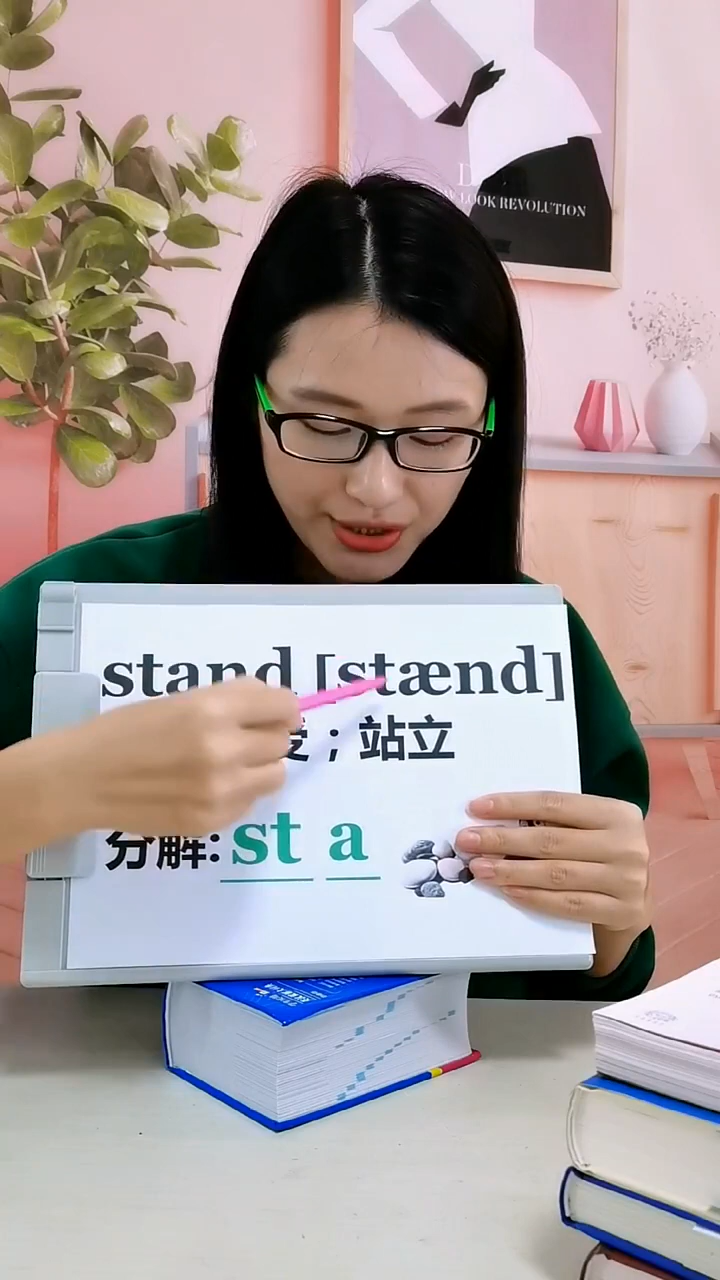 LOOK REVOLUTION
stand [stænd]
；站立
分解: st a